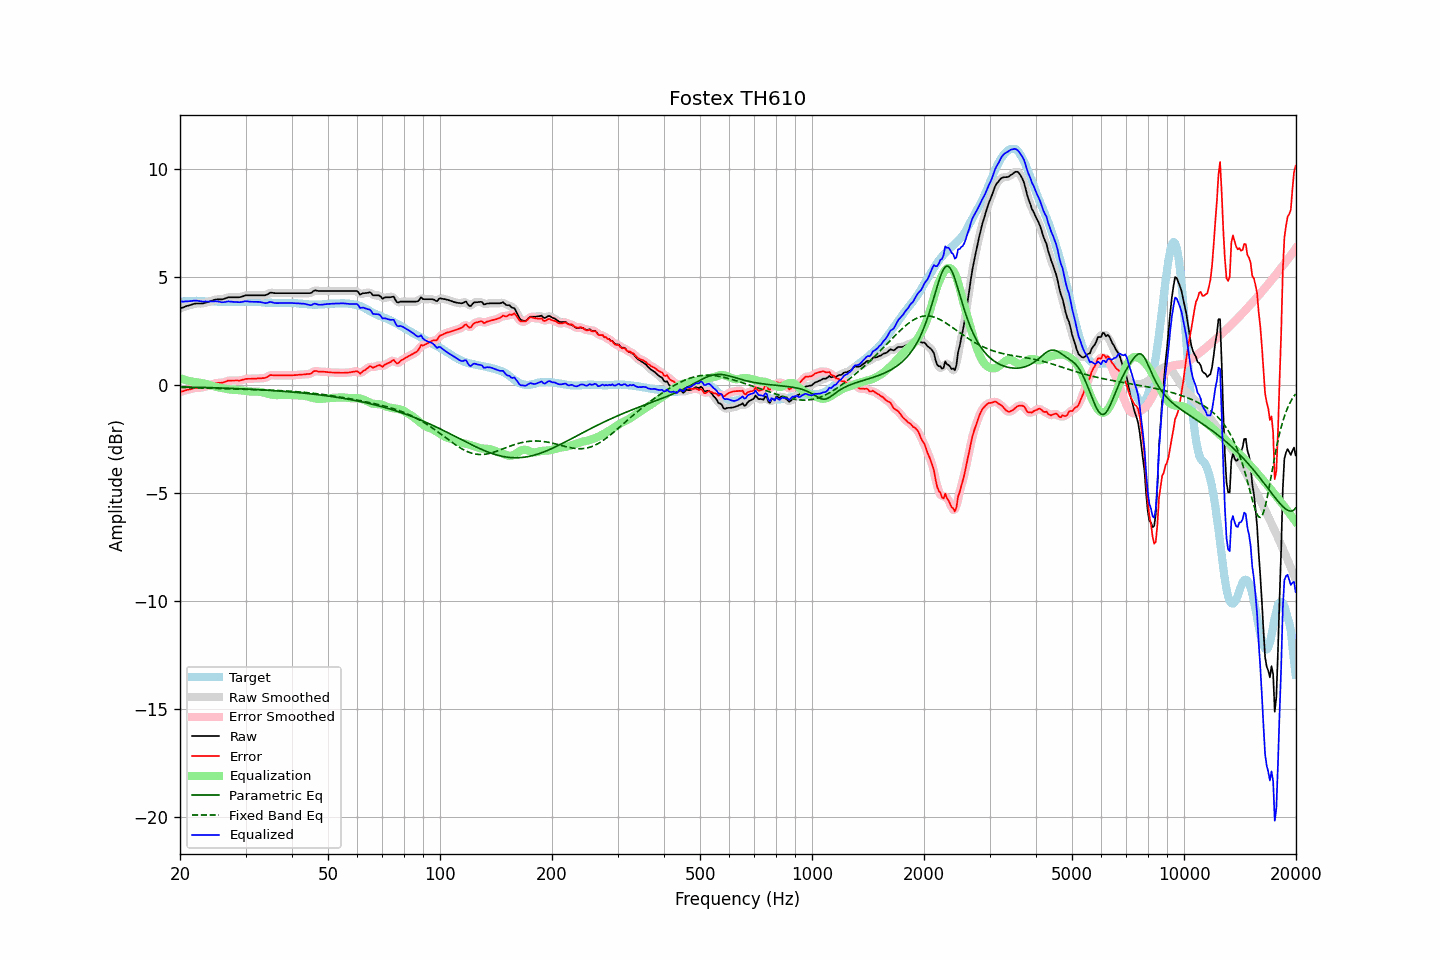 Fostex TH610
Amplitude (dBr)
10
5
0
−5
−10
−15
−20
Target
Raw Smoothed
Error Smoothed
Raw
Error
Equalization
Parametric Eq
Fixed Band Eq
Equalized
20 50 100 200 500 1000 2000 5000 10000 20000
Frequency (Hz)